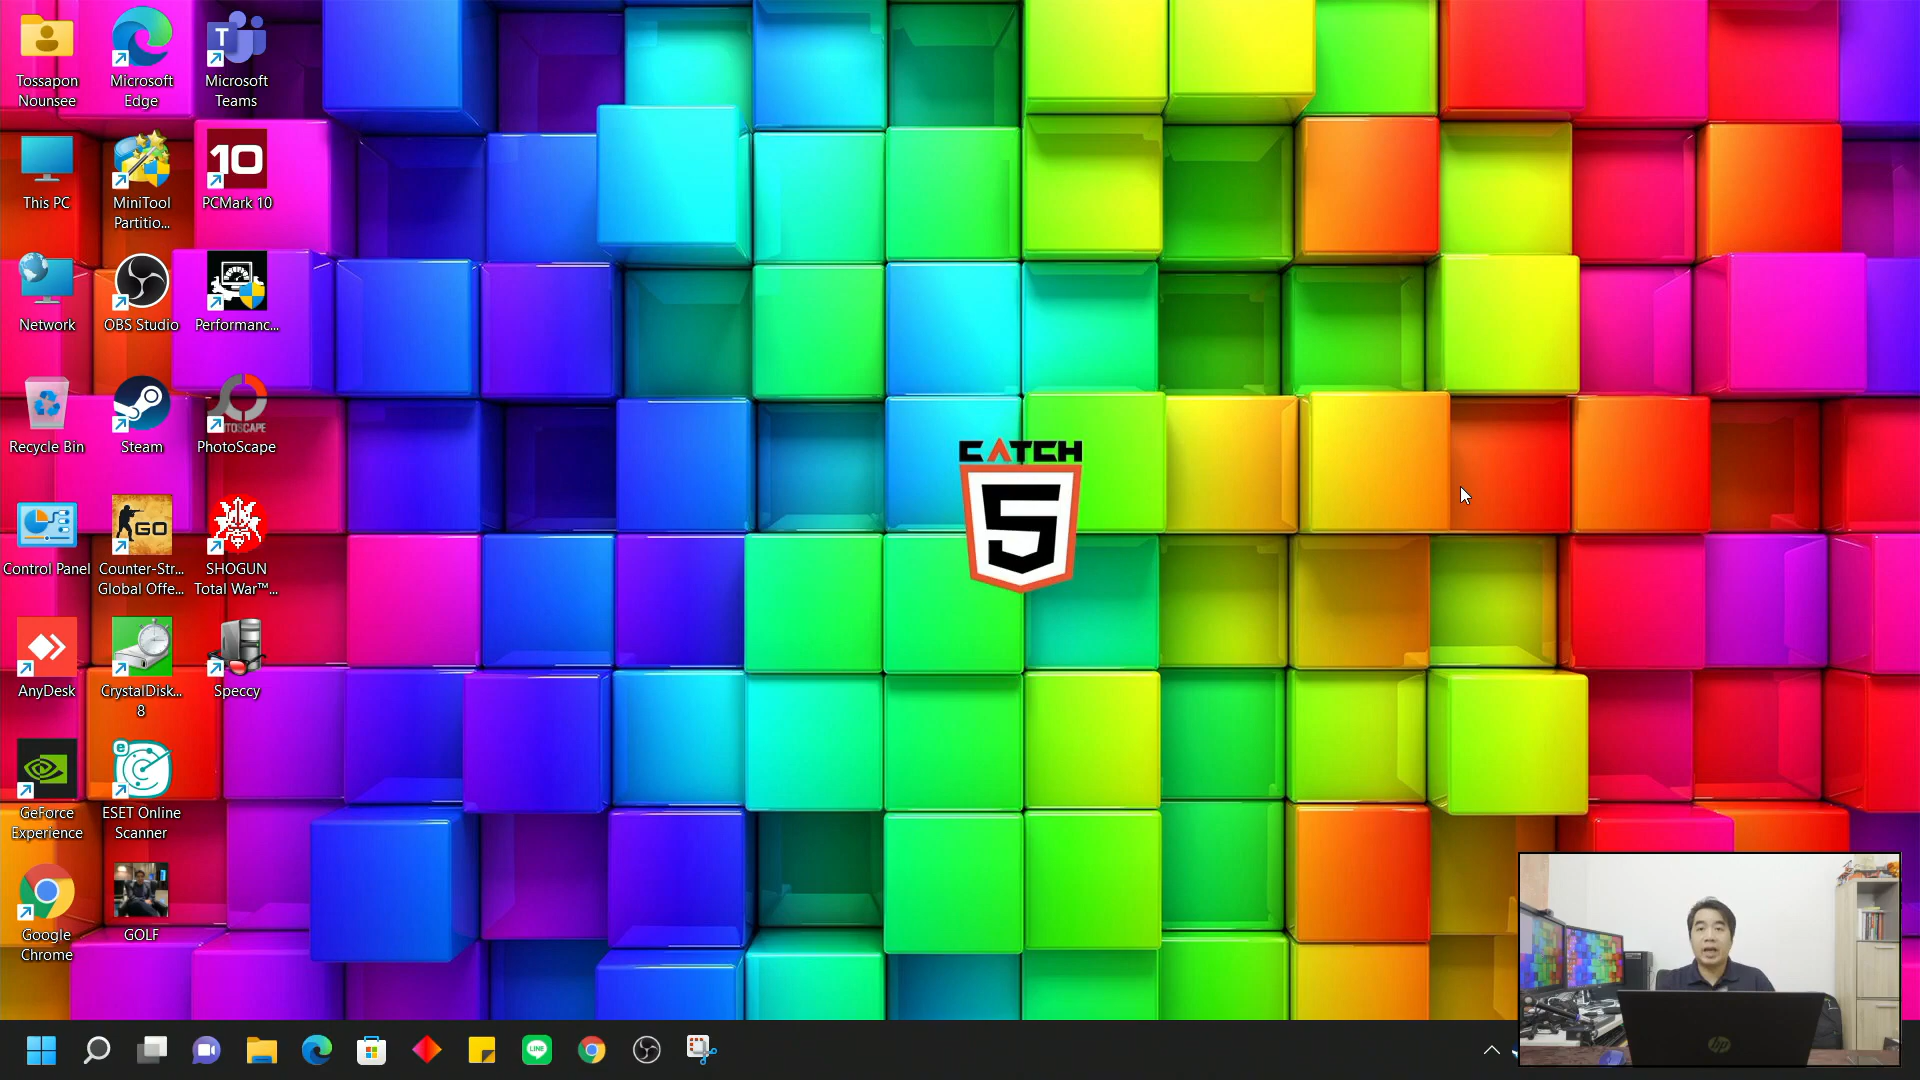 Tossapon
Nounsee
Microsoft
Edge
T
Microsoft
Teams
This PC
MiniTool
Partitio...
10
PCMark 10
Network
OBS Studio
Performanc...
Recycle Bin
Steam
PhotoScape
CATCH
5
Control Panel
GO
Counter-Str...
Global Offe...
SHOGUN
Total War™...
AnyDesk
CrystalDisk...
8
Speccy
GeForce
Experience
e
ESET Online
Scanner
Google
Chrome
GOLF
LINE
hp